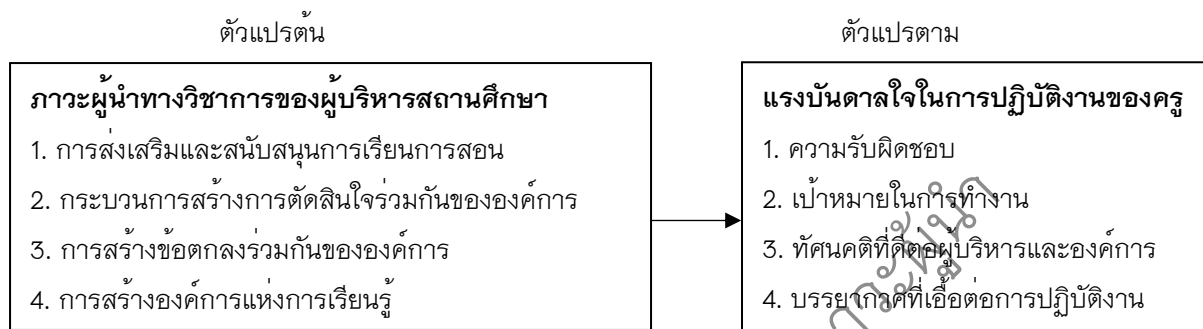 ตัวแปรต้น
ตัวแปรตาม
ภาวะผู้นำทางวิชาการของผู้บริหารสถานศึกษา
1. การส่งเสริมและสนับสนุนการเรียนการสอน
2. กระบวนการสร้างการตัดสินใจร่วมกันขององค์การ
3. การสร้างข้อตกลงร่วมกันขององค์การ
4. การสร้างองค์การแห่งการเรียนรู้
แรงบันดาลใจในการปฏิบัติงานของครู
1. ความรับผิดชอบ
2. เป้าหมายในการทำงาน
3. ทัศนคติที่ดีต่อผู้บริหารและองค์การ
4. บรรยากาศที่เอื้อต่อการปฏิบัติงาน